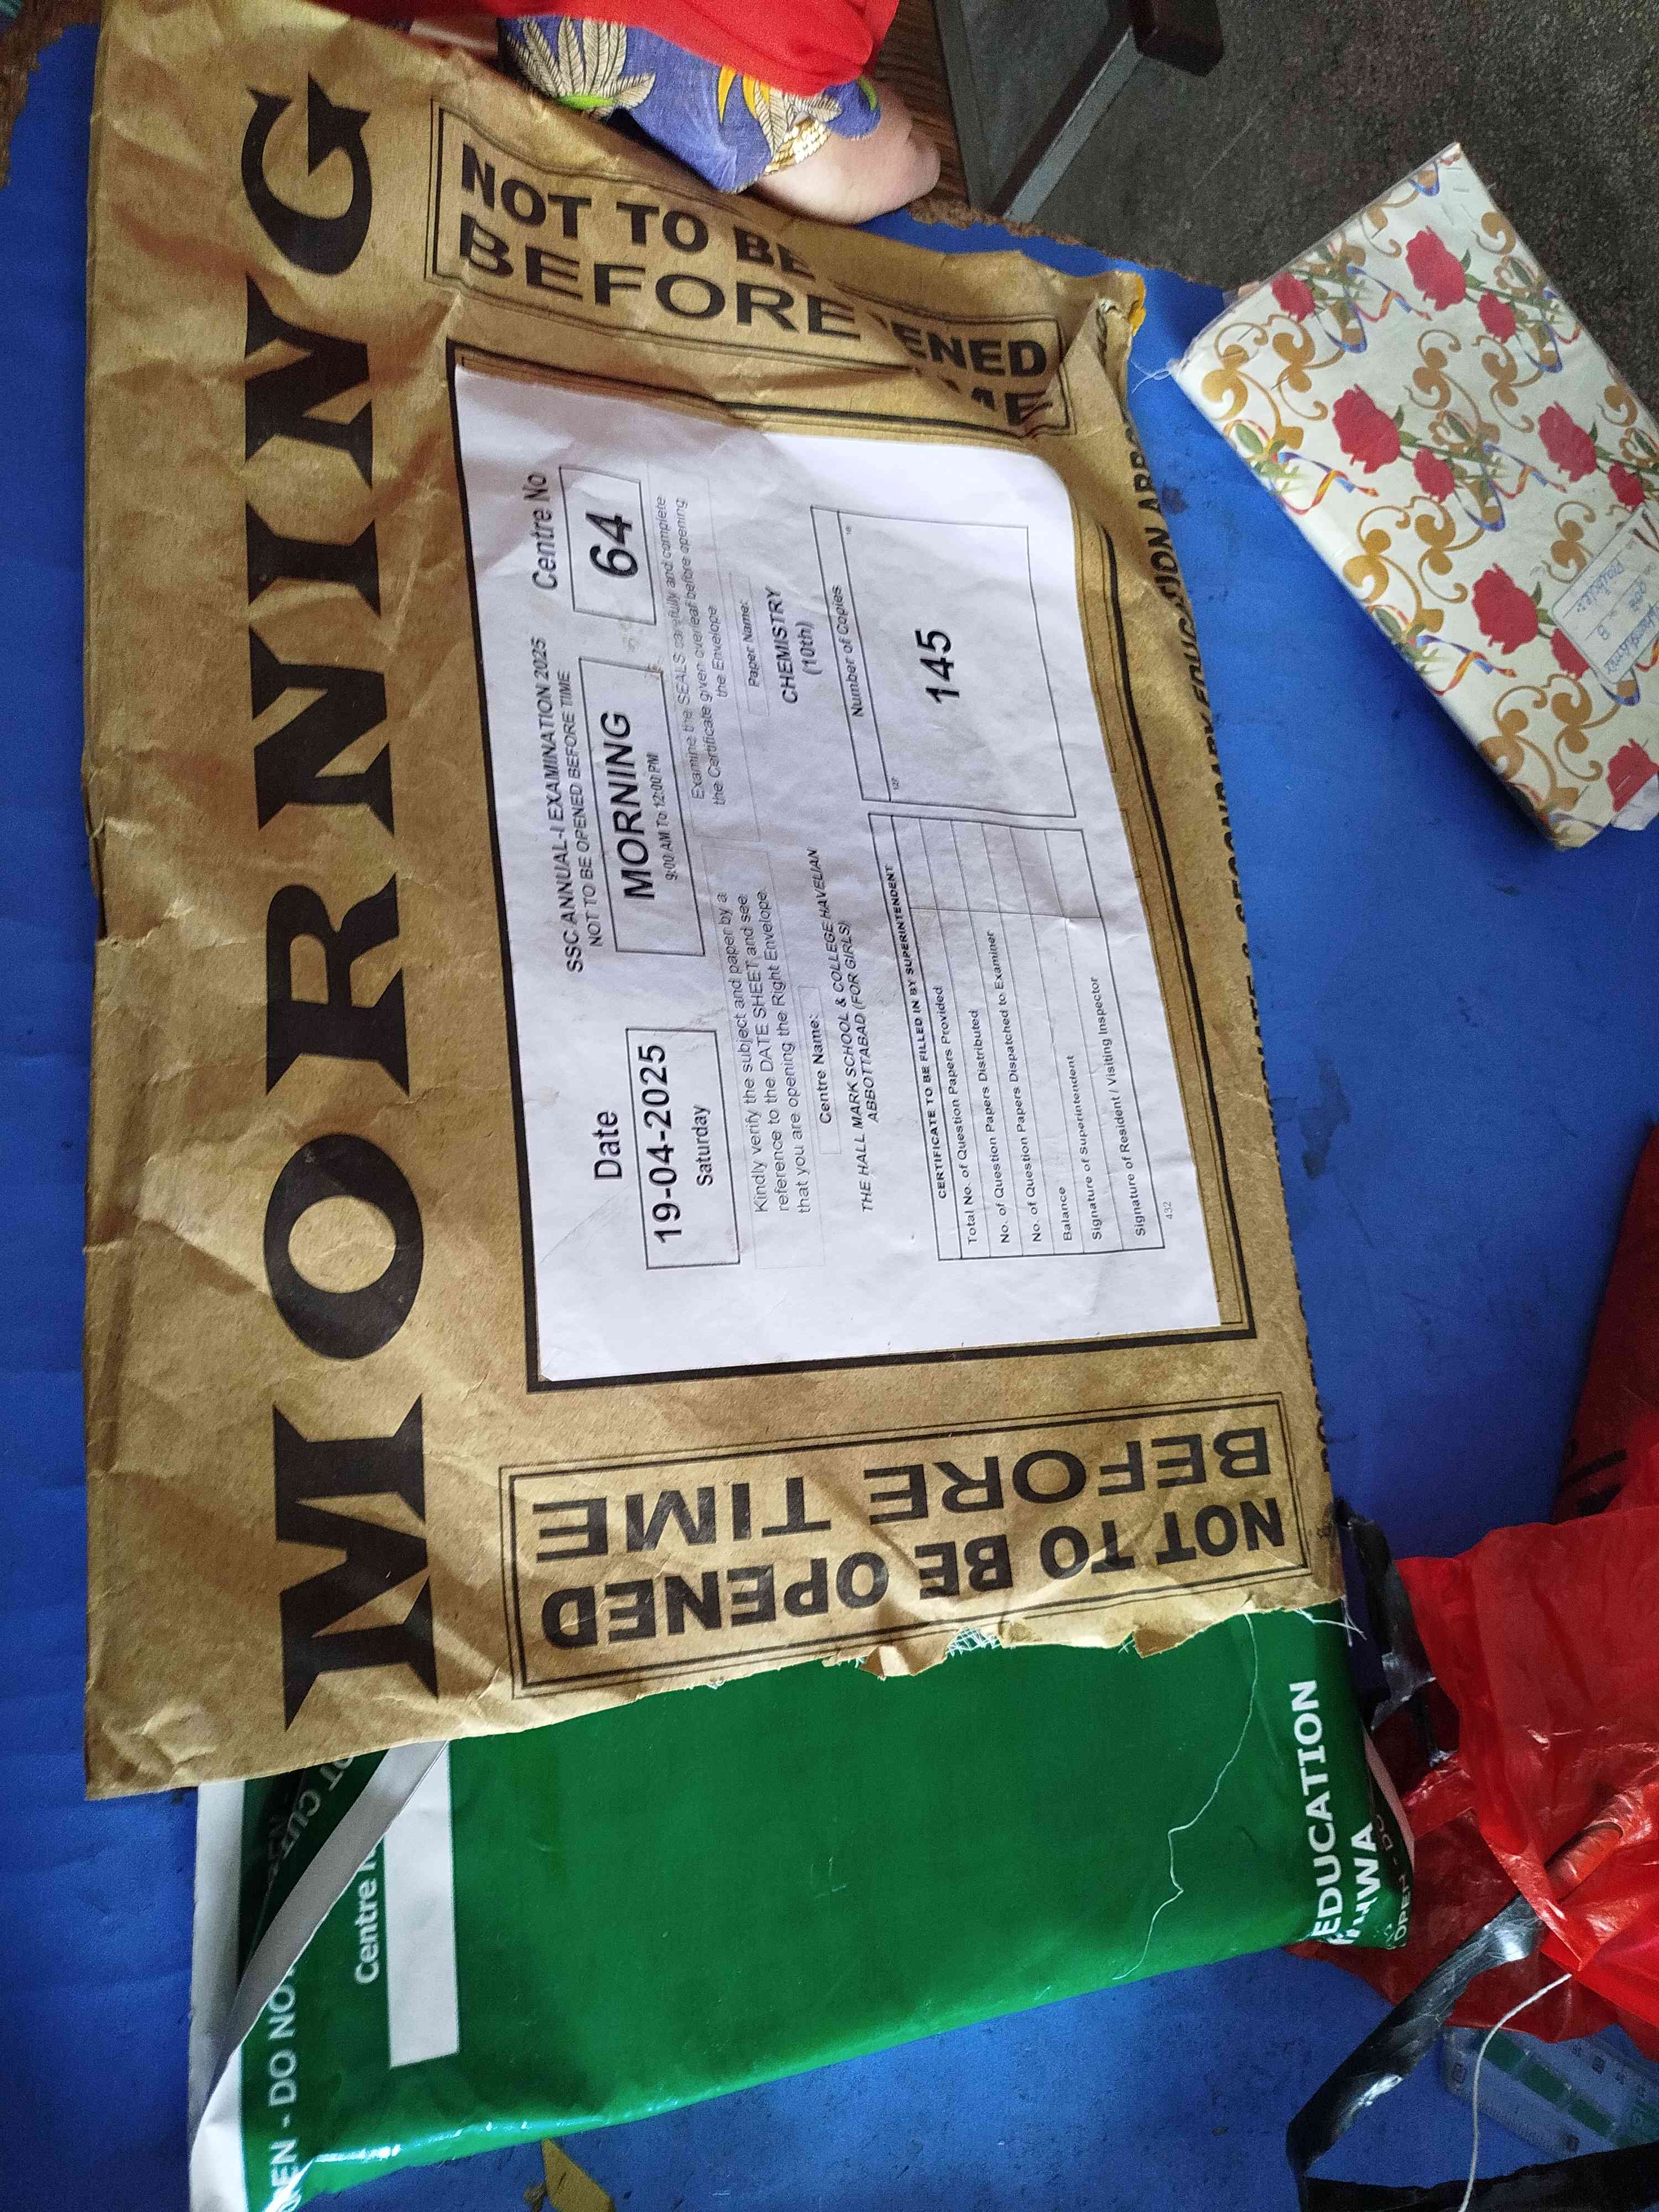 MORNING
NOT TO BE ENED
BEFORE ME
SSC ANNUAL-I EXAMINATION 2025
NOT TO BE OPENED BEFORE TIME
Date
19-04-2025
Saturday
MORNING
9:00 AM To 12:00 PM
Centre No
64
Kindly verify the subject and paper by a
reference to the DATE SHEET and see
that you are opening the Right Envelope
Examine the SEALS carefully and complete
the Certificate given overleaf before opening
the Envelope
Centre Name:
THE HALL MARK SCHOOL & COLLEGE HAVELIAN
ABBOTTABAD (FOR GIRLS)
Paper Name:
CHEMISTRY
(10th)
CERTIFICATE TO BE FILLED IN BY SUPERINTENDENT
Total No. of Question Papers Provided
No. of Question Papers Distributed
No. of Question Papers Dispatched to Examiner
Balance
Signature of Superintendent
Signature of Resident / Visiting Inspector
432
Number of Copies
145
NOT TO BE OPENED
BEFORE TIME
Centre
EN - DO NO
EDUCATION